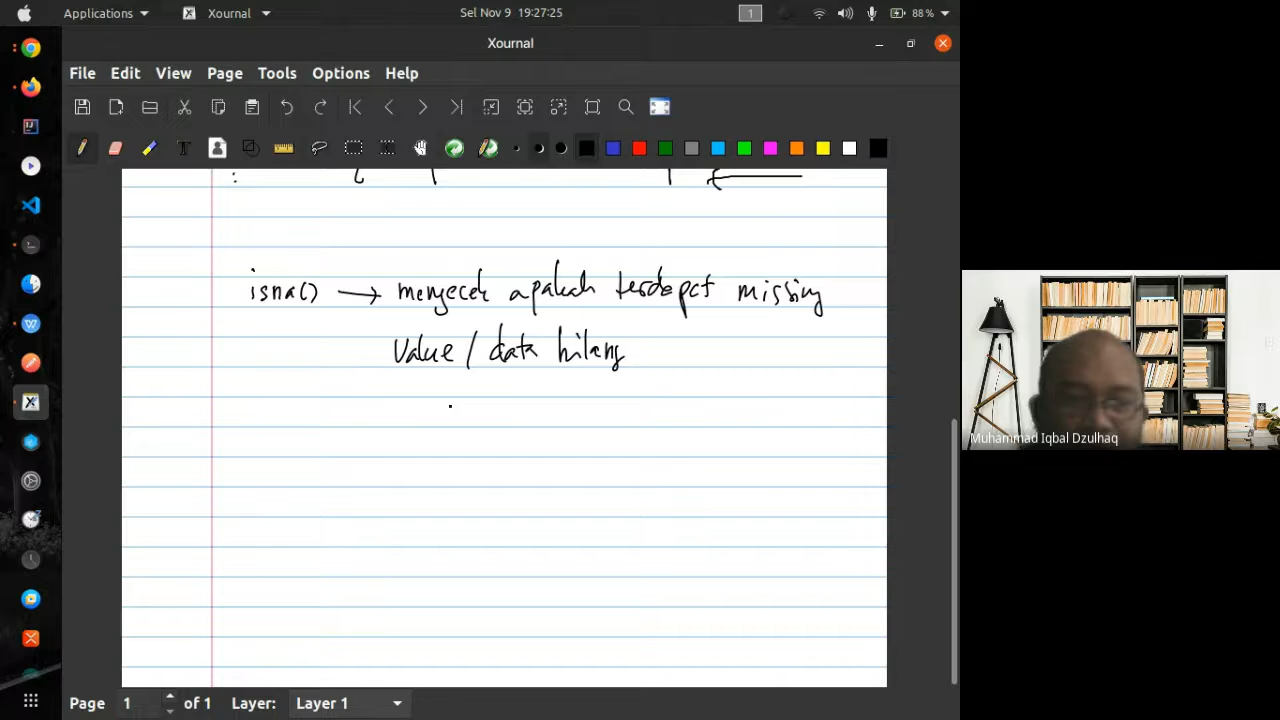 Applications
Xournal
Sel Nov 9 19:27:25
1
88 %
Xournal
File Edit View Page Tools Options Help
isna() → mengecek apakah terdapat missing
Value / data hilang
Muhammad Iqbal Dzulhaq
Page 1 of 1 Layer: Layer 1